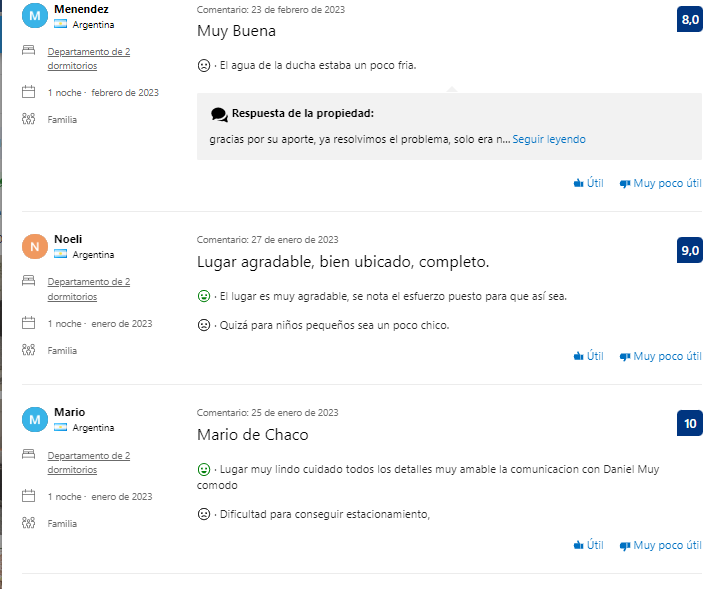 M
Menendez
Argentina
Departamento de 2
dormitorios
1 noche · febrero de 2023
Familia
Comentario: 23 de febrero de 2023
8,0
Muy Buena
· El agua de la ducha estaba un poco fria.
Respuesta de la propiedad:
gracias por su aporte, ya resolvimos el problema, solo era n... Seguir leyendo
Útil Muy poco útil
N
Noeli
Argentina
Departamento de 2
dormitorios
1 noche · enero de 2023
Familia
Comentario: 27 de enero de 2023
9,0
Lugar agradable, bien ubicado, completo.
· El lugar es muy agradable, se nota el esfuerzo puesto para que así sea.
· Quizá para niños pequeños sea un poco chico.
Útil Muy poco útil
M
Mario
Argentina
Departamento de 2
dormitorios
1 noche · enero de 2023
Familia
Comentario: 25 de enero de 2023
10
Mario de Chaco
· Lugar muy lindo cuidado todos los detalles muy amable la comunicacion con Daniel Muy
comodo
· Dificultad para conseguir estacionamiento,
Útil Muy poco útil